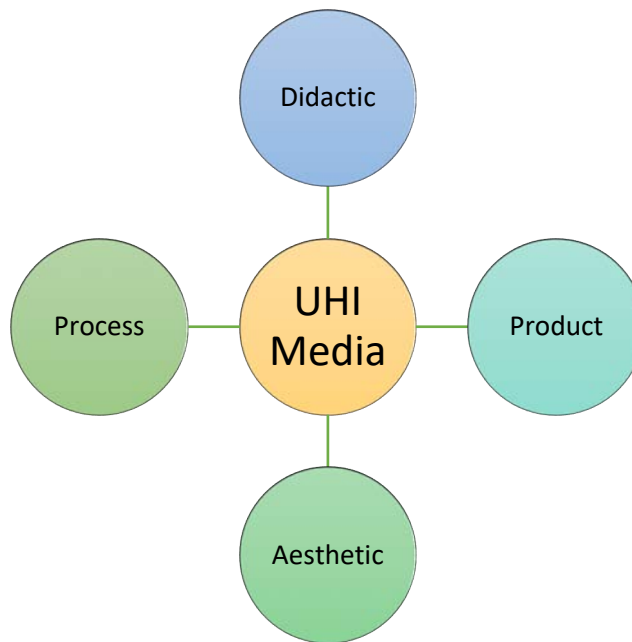 Didactic
Process
UHI
Media
Product
Aesthetic